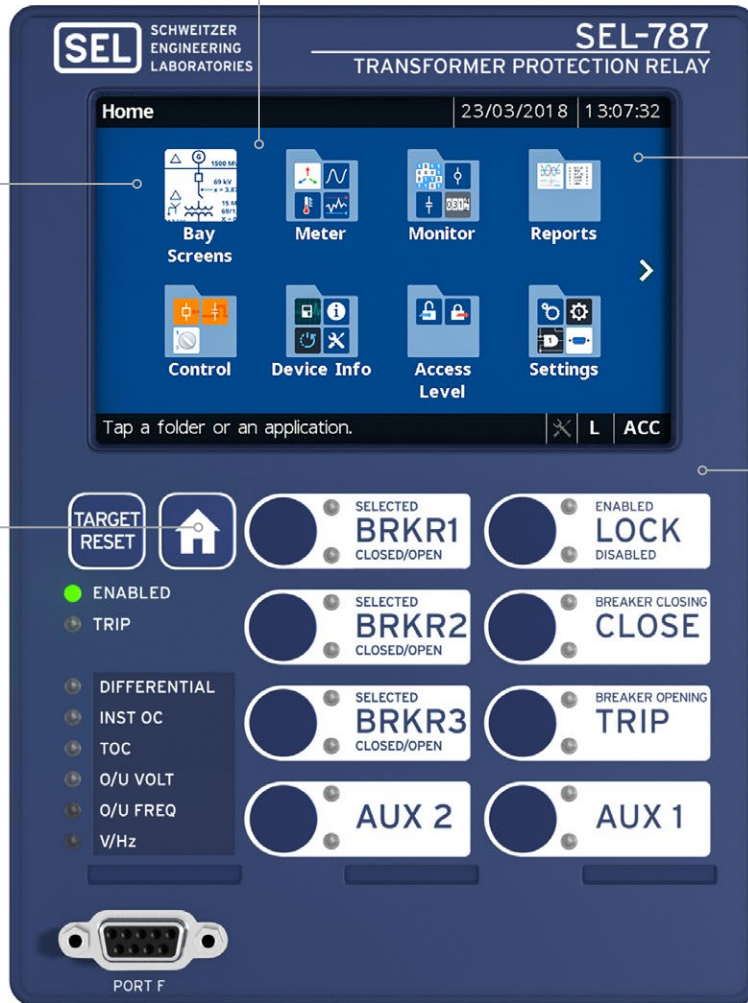 SEL
SCHWEITZER
ENGINEERING
LABORATORIES
SEL-787
TRANSFORMER PROTECTION RELAY
Home 23/03/2018 13:07:32
Bay
Screens
Meter
Monitor
Reports
Control
Device Info
Access
Level
Settings
Tap a folder or an application. L ACC
TARGET
RESET
ENABLED
TRIP
DIFFERENTIAL
INST OC
TOC
O/U VOLT
O/U FREQ
V/Hz
SELECTED
BRKR1
CLOSED/OPEN
ENABLED
LOCK
DISABLED
SELECTED
BRKR2
CLOSED/OPEN
BREAKER CLOSING
CLOSE
SELECTED
BRKR3
CLOSED/OPEN
BREAKER OPENING
TRIP
AUX 2
AUX 1
PORT F